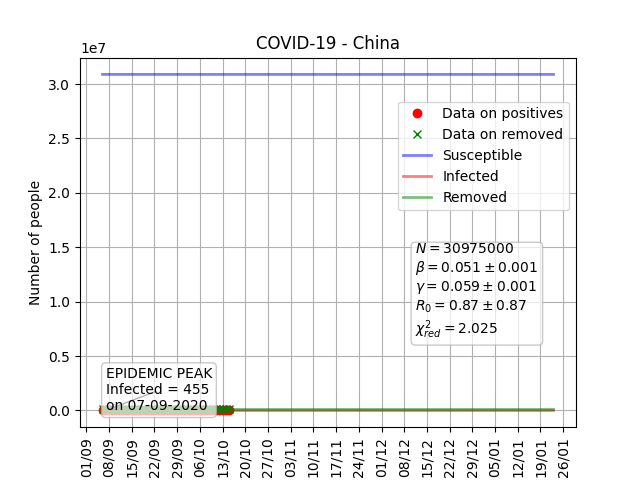 COVID-19 - China
1e7
3.0
2.5
2.0
1.5
1.0
0.5
0.0
Number of people
Data on positives
Data on removed
Susceptible
Infected
Removed
N = 30975000
β = 0.051 ± 0.001
γ = 0.059 ± 0.001
R₀ = 0.87 ± 0.87
χ²red = 2.025
EPIDEMIC PEAK
Infected = 455
on 07-09-2020
01/09
08/09
15/09
22/09
29/09
06/10
13/10
20/10
27/10
03/11
10/11
17/11
24/11
01/12
08/12
15/12
22/12
29/12
05/01
12/01
19/01
26/01